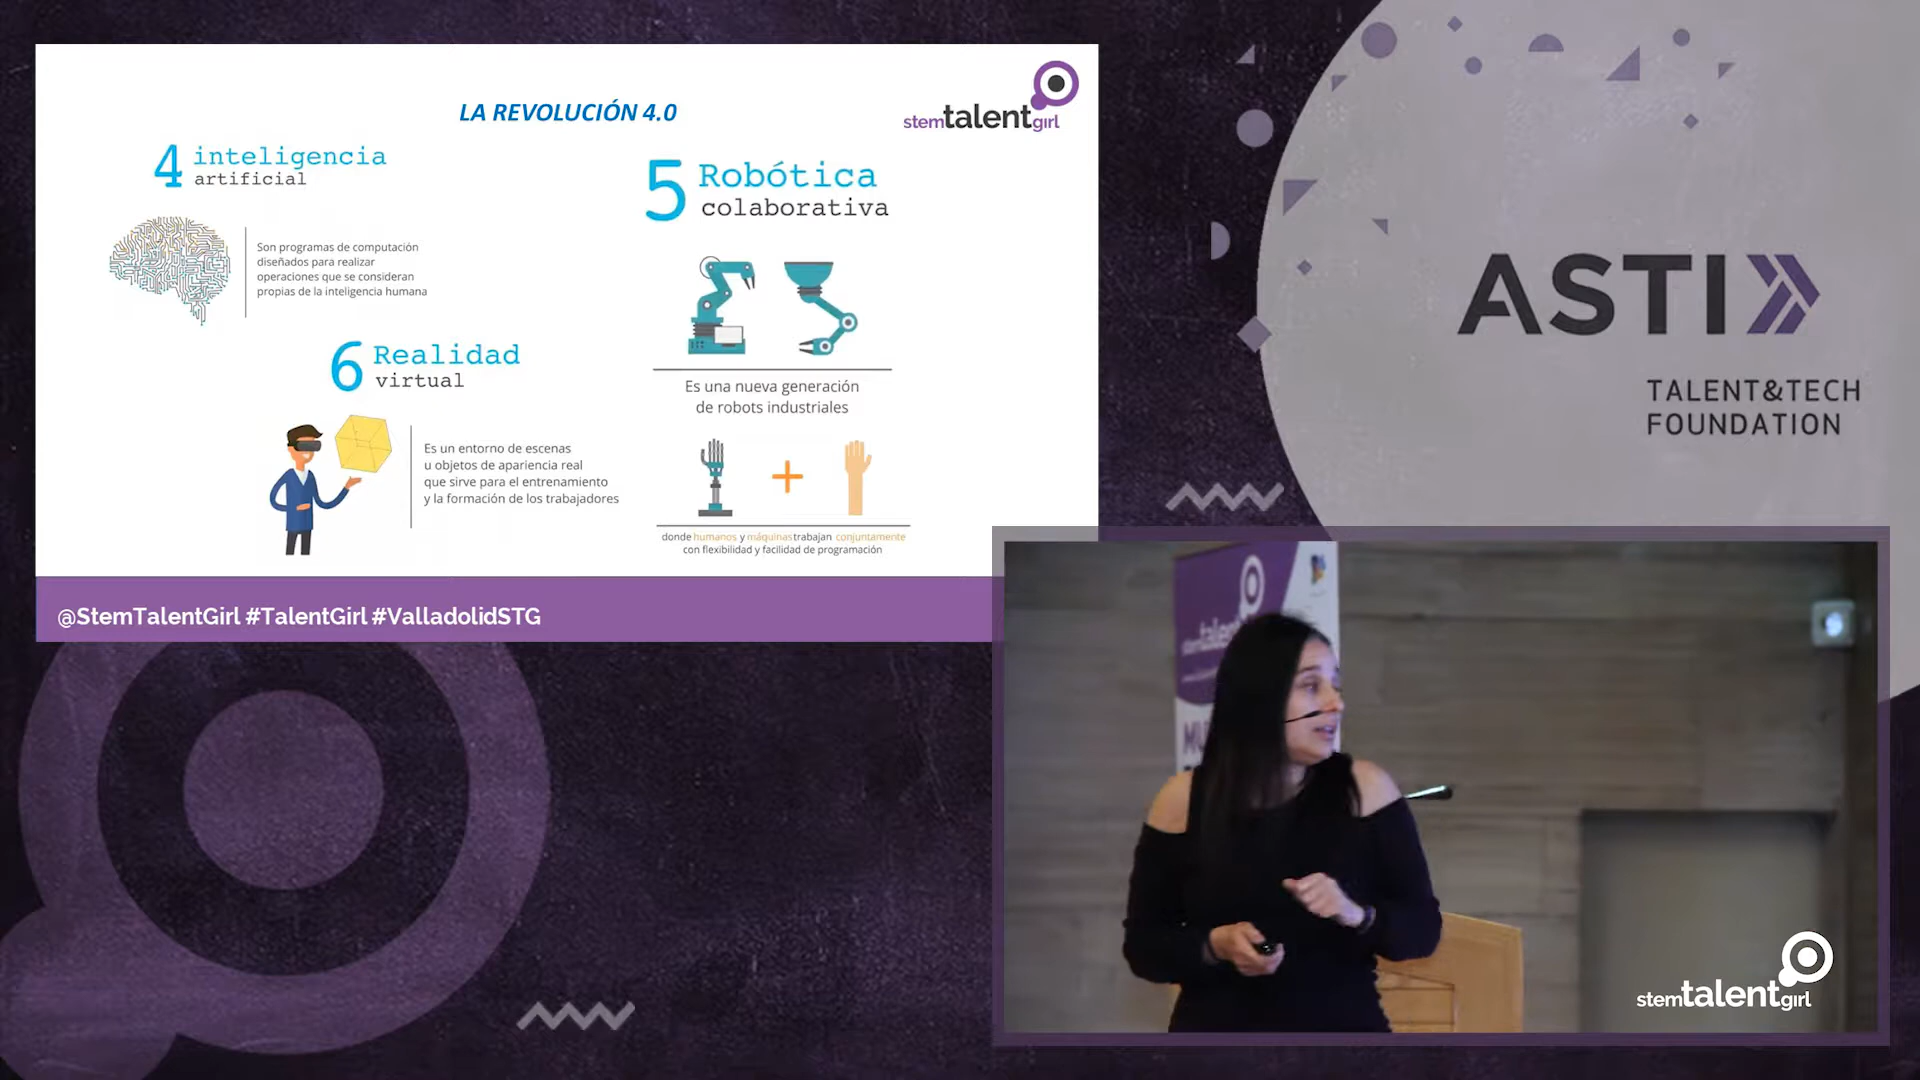 LA REVOLUCIÓN 4.0
stemtalentgirl
4 inteligencia
artificial
Son programas de computación
diseñados para realizar
operaciones que se consideran
propias de la inteligencia humana
5 Robótica
colaborativa
Es una nueva generación
de robots industriales
donde humanos y máquinas trabajan conjuntamente
con flexibilidad y facilidad de programación
6 Realidad
virtual
Es un entorno de escenas
u objetos de apariencia real
que sirve para el entrenamiento
y la formación de los trabajadores
@StemTalentGirl #TalentGirl #ValladolidSTG
ASTI
TALENT&TECH
FOUNDATION
stemtalentgirl